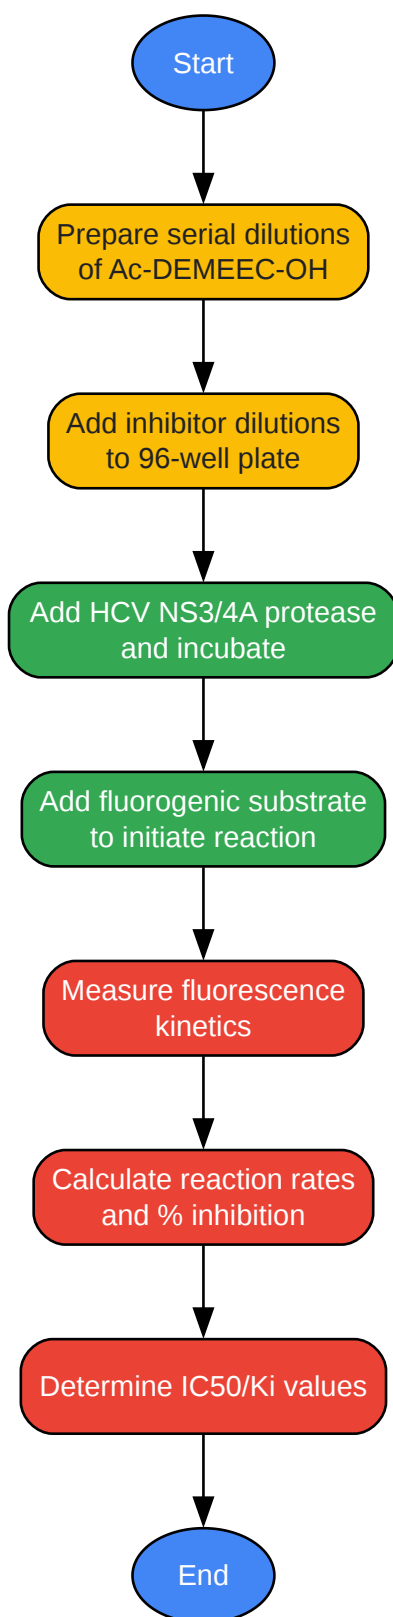 Start
Prepare serial dilutions
of Ac-DEMEEC-OH
Add inhibitor dilutions
to 96-well plate
Add HCV NS3/4A protease
and incubate
Add fluorogenic substrate
to initiate reaction
Measure fluorescence
kinetics
Calculate reaction rates
and % inhibition
Determine IC50/Ki values
End